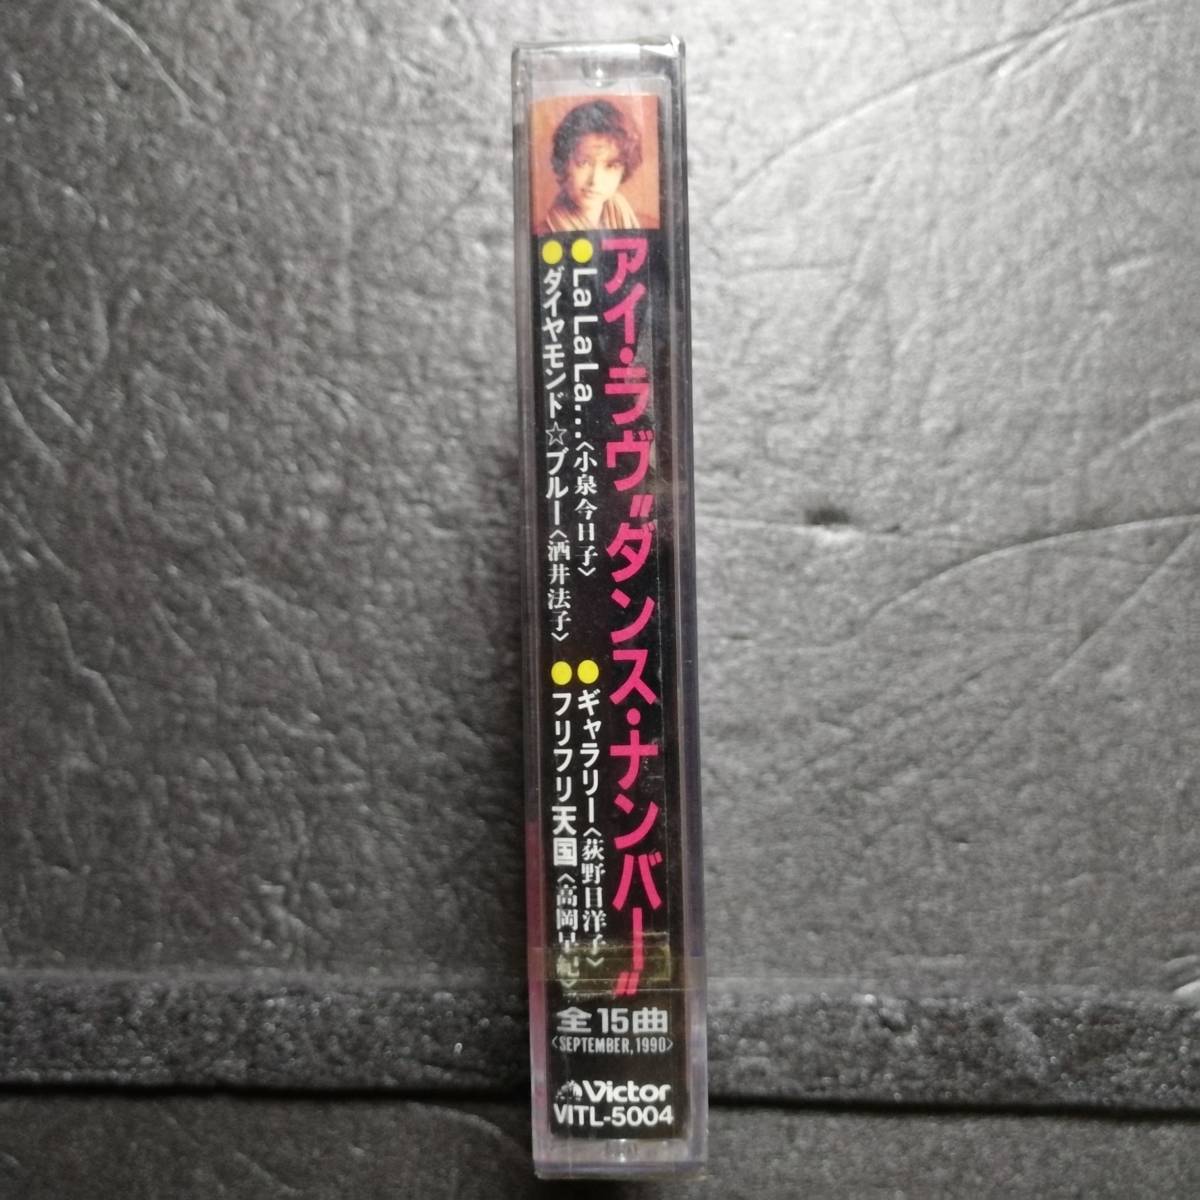 アイ・ラヴ〝ダンス・ナンバー〟
●La La La...〈小泉今日子〉
●ギャラリー〈荻野目洋子〉
●ダイヤモンド☆ブルー〈酒井法子〉
●フリフリ天国〈高岡早紀〉
全15曲
〈SEPTEMBER, 1990〉
Victor
VITL-5004